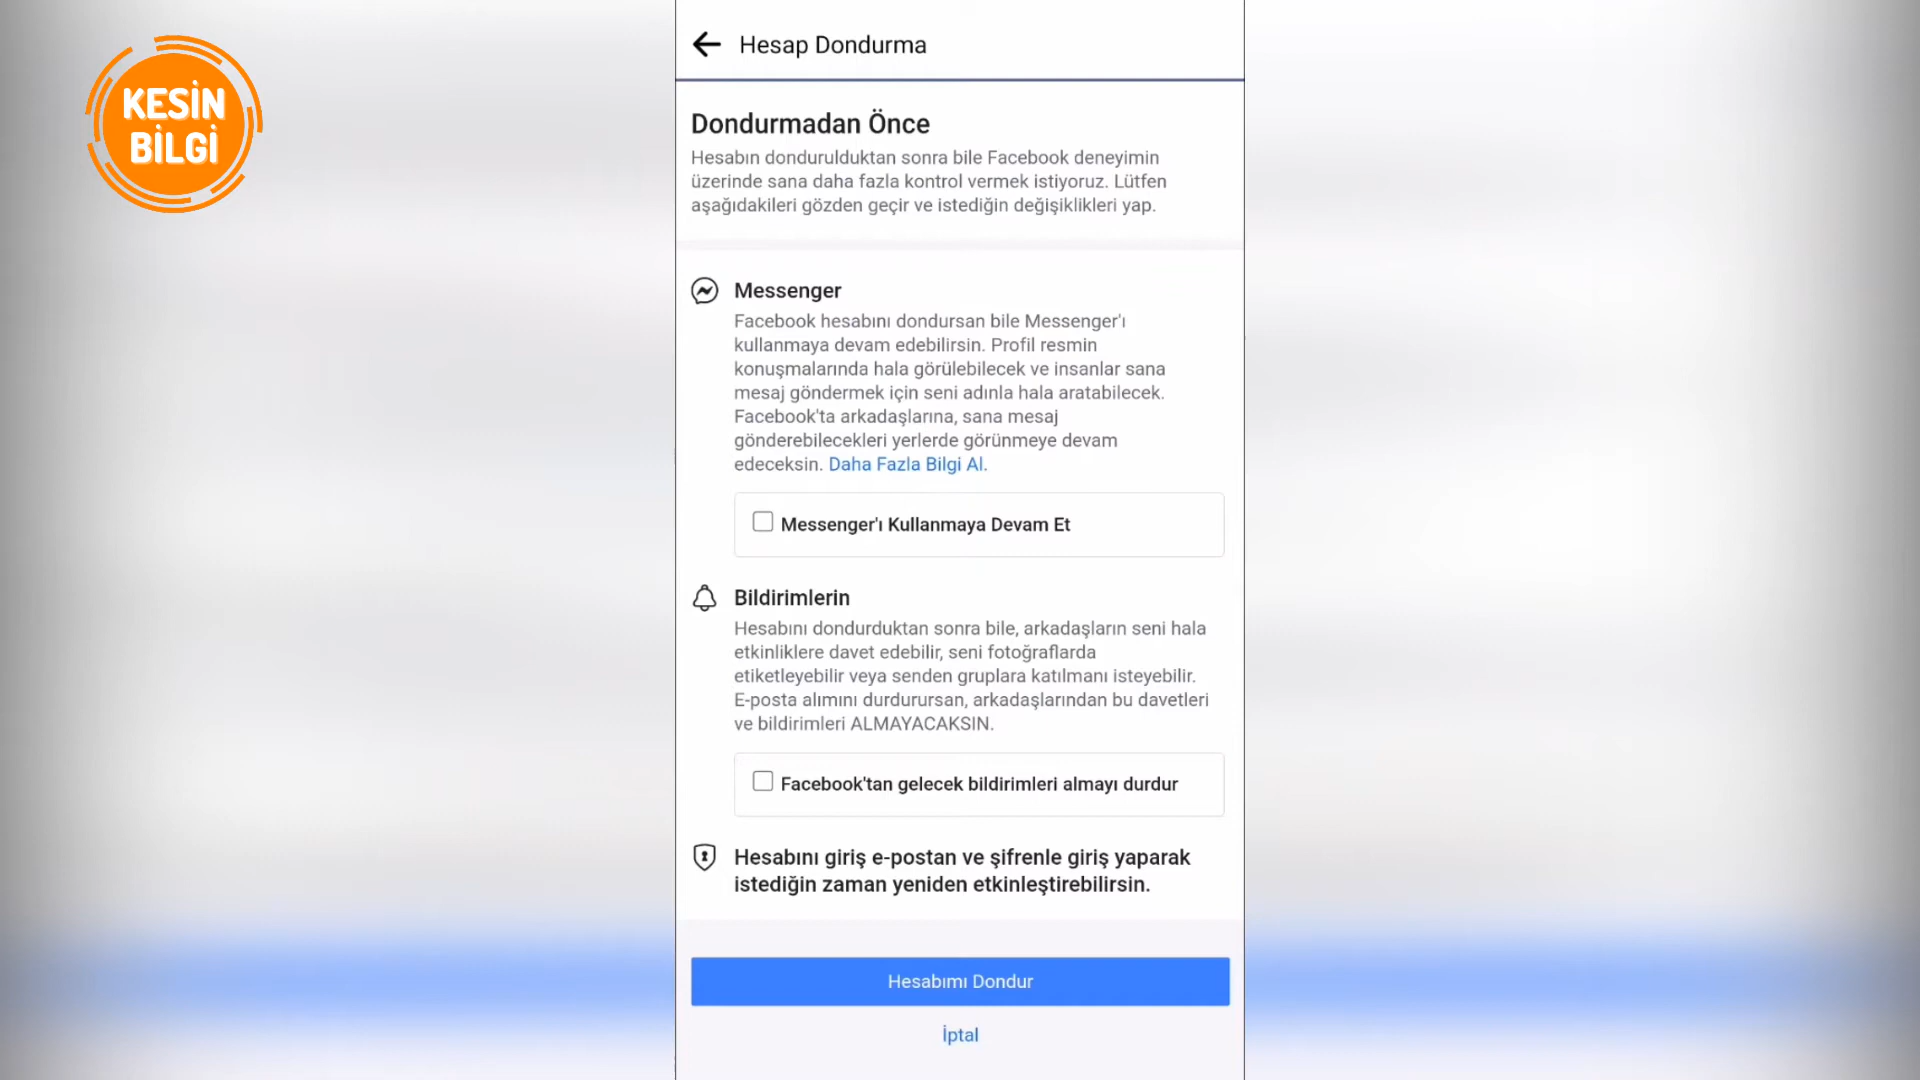 KESİN
BİLGİ
Hesap Dondurma
Dondurmadan Önce
Hesabın dondurulduktan sonra bile Facebook deneyimin
üzerinde sana daha fazla kontrol vermek istiyoruz. Lütfen
aşağıdakileri gözden geçir ve istediğin değişiklikleri yap.
Messenger
Facebook hesabını dondursan bile Messenger'ı
kullanmaya devam edebilirsin. Profil resmin
konuşmalarında hala görülebilecek ve insanlar sana
mesaj göndermek için seni adınla hala aratabilecek.
Facebook'ta arkadaşlarına, sana mesaj
gönderebilecekleri yerlerde görünmeye devam
edeceksin. Daha Fazla Bilgi Al.
Messenger'ı Kullanmaya Devam Et
Bildirimlerin
Hesabını dondurduktan sonra bile, arkadaşların seni hala
etkinliklere davet edebilir, seni fotoğraflarda
etiketleyebilir veya senden gruplara katılmanı isteyebilir.
E-posta alımını durdurursan, arkadaşlarından bu davetleri
ve bildirimleri ALMAYACAKSIN.
Facebook'tan gelecek bildirimleri almayı durdur
Hesabını giriş e-postan ve şifrenle giriş yaparak
istediğin zaman yeniden etkinleştirebilirsin.
Hesabımı Dondur
İptal